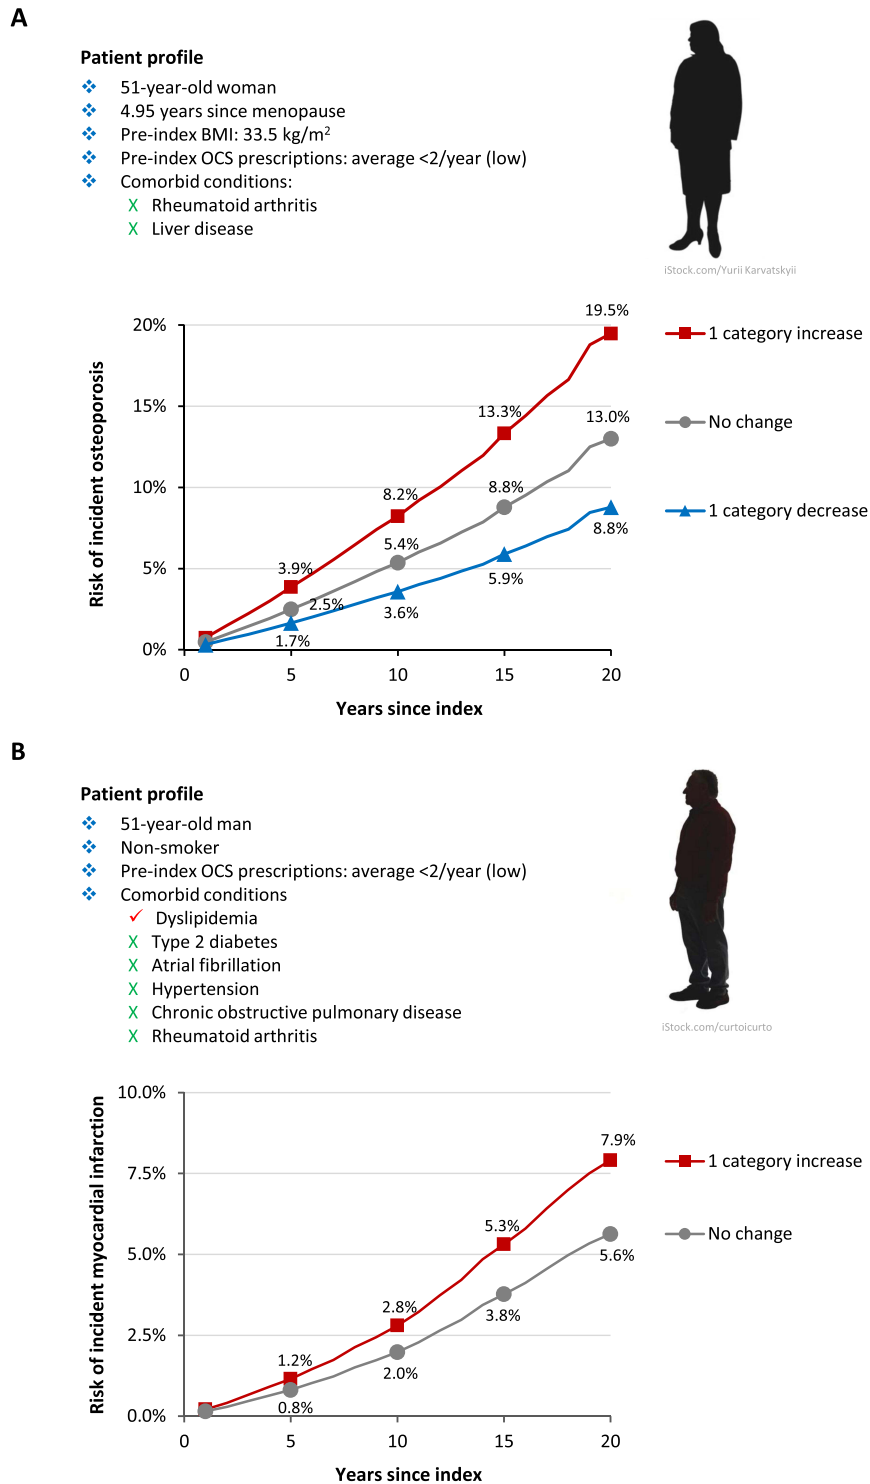 A
Patient profile
❖ 51-year-old woman
❖ 4.95 years since menopause
❖ Pre-index BMI: 33.5 kg/m²
❖ Pre-index OCS prescriptions: average <2/year (low)
❖ Comorbid conditions:
X Rheumatoid arthritis
X Liver disease
iStock.com/Yurii Karvatskyii
Risk of incident osteoporosis
20%
15%
10%
5%
0%
19.5%
13.3%
13.0%
8.2%
8.8%
5.4%
8.8%
3.9%
2.5%
5.9%
3.6%
1.7%
0 5 10 15 20
Years since index
1 category increase
No change
1 category decrease
B
Patient profile
❖ 51-year-old man
❖ Non-smoker
❖ Pre-index OCS prescriptions: average <2/year (low)
❖ Comorbid conditions
✓ Dyslipidemia
X Type 2 diabetes
X Atrial fibrillation
X Hypertension
X Chronic obstructive pulmonary disease
X Rheumatoid arthritis
iStock.com/curtoicurto
Risk of incident myocardial infarction
10.0%
7.5%
5.0%
2.5%
0.0%
7.9%
5.3%
5.6%
2.8%
3.8%
1.2%
2.0%
0.8%
0 5 10 15 20
Years since index
1 category increase
No change